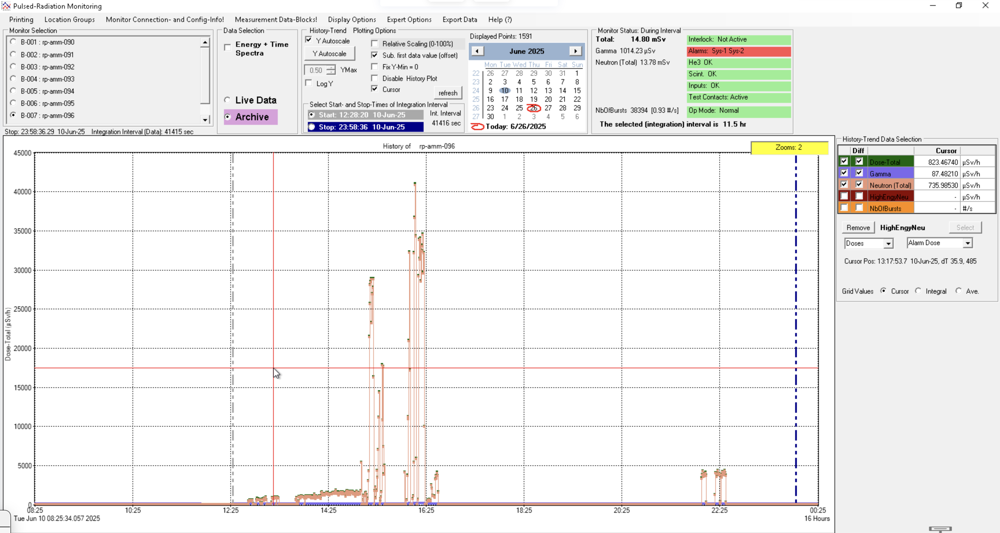 Pulsed-Radiation Monitoring
Printing Location Groups Monitor Connection- and Config-Info! Measurement Data-Blocks! Display Options Expert Options Export Data Help (?)
Monitor Selection
B-001 : rp-amm-090
B-002 : rp-amm-091
B-003 : rp-amm-092
B-004 : rp-amm-093
B-005 : rp-amm-094
B-006 : rp-amm-095
B-007 : rp-amm-096
Stop: 23:58:36.29 10-Jun-25 Integration Interval (Data): 41415 sec
Data Selection
Energy + Time
Spectra
Live Data
Archive
History-Trend Plotting Options
Y Autoscale
Y Autoscale
0.50 YMax
Log Y
Relative Scaling (0-100%)
Sub. first data value (offset)
Fix Y-Min = 0
Disable History Plot
Cursor
refresh
Select Start- and Stop-Times of Integration Interval
Start: 12:28:20 10-Jun-25
Stop: 23:58:36 10-Jun-25
Int. Interval
41416 sec
Displayed Points: 1591
June 2025
Mon Tue Wed Thu Fri Sat Sun
22 26 27 28 29 30 31 1
23 2 3 4 5 6 7 8
24 9 10 11 12 13 14 15
25 16 17 18 19 20 21 22
26 23 24 25 26 27 28 29
27 30 1 2 3 4 5 6
Today: 6/26/2025
Monitor Status: During Interval
Total: 14.80 mSv
Gamma 1014.23 µSv
Neutron (Total) 13.78 mSv
NbOfBursts 38394 [0.93 #/s]
Interlock: Not Active
Alarms: Sys-1 Sys-2
He3 OK
Scint. OK
Inputs: OK
Test Contacts: Active
Op Mode: Normal
The selected (integration) interval is 11.5 hr
History of rp-amm-096
Zooms: 2
Dose-Total (µSv/h)
45000
40000
35000
30000
25000
20000
15000
10000
5000
0
08:25 10:25 12:25 14:25 16:25 18:25 20:25 22:25 00:25
Tue Jun 10 08:25:34.057 2025
16 Hours
History-Trend Data Selection
Diff Cursor
Dose-Total 823.46740 µSv/h
Gamma 87.48210 µSv/h
Neutron (Total) 735.98530 µSv/h
HighEngyNeu - µSv/h
NbOfBursts - #/s
Remove HighEngyNeu Select
Doses Alarm Dose
Cursor Pos: 13:17:53.7 10-Jun-25, dT 35.9, 485
Grid Values Cursor Integral Ave.